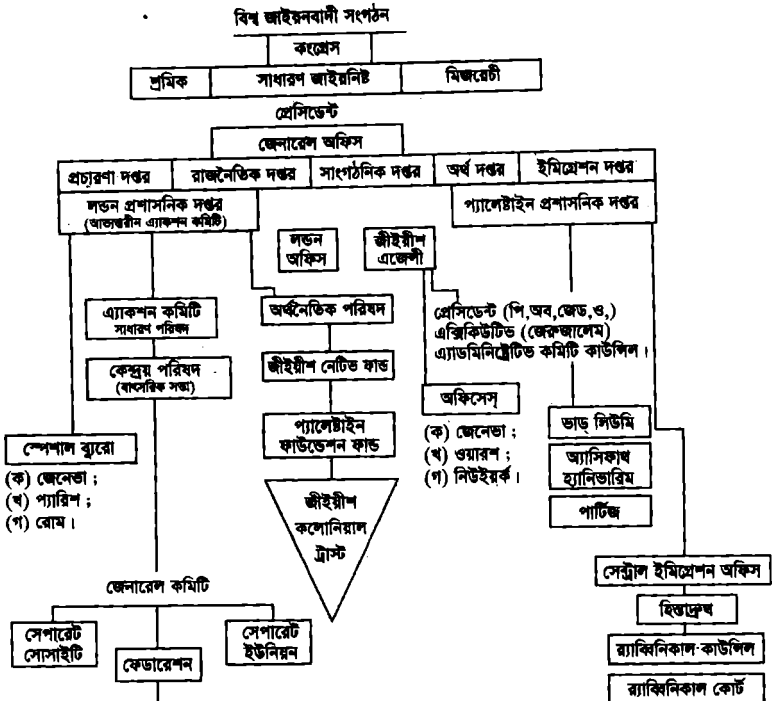 বিশ্ব জাইয়নবাদী সংগঠন
কংগ্রেস
শ্রমিক
সাধারণ জাইয়নিষ্ট
মিজরেচী
প্রেসিডেন্ট
জেনারেল অফিস
প্রচারণা দপ্তর
রাজনৈতিক দপ্তর
সাংগঠনিক দপ্তর
অর্থ দপ্তর
ইমিগ্রেশন দপ্তর
লন্ডন প্রশাসনিক দপ্তর
(আভ্যন্তরীন এ্যাকশন কমিটি)
প্যালেষ্টাইন প্রশাসনিক দপ্তর
লন্ডন
অফিস
জীইয়ীশ
এজেন্সী
এ্যাকশন কমিটি
সাধারণ পরিষদ
অর্থনৈতিক পরিষদ
প্রেসিডেন্ট (পি,অব,জেড,ও,)
এক্সিকিউটিভ (জেরুজালেম)
এ্যাডমিনিষ্ট্রেটিভ কমিটি কাউন্সিল।
কেন্দ্রয় পরিষদ
(বাৎসরিক সভা)
জীইয়ীশ নেটিভ ফান্ড
অফিসেস্
(ক) জেনেভা ;
(খ) ওয়ারশ ;
(গ) নিউইয়র্ক।
প্যালেষ্টাইন
ফাউন্ডেশন ফান্ড
ভাড্ লিউমি
অ্যাসিফাথ
হ্যানিভারিম
পার্টিজ
স্পেশাল ব্যুরো
(ক) জেনেভা ;
(খ) প্যারিশ ;
(গ) রোম।
জীইয়ীশ
কলোনিয়াল
ট্রাস্ট
সেন্ট্রাল ইমিগ্রেশন অফিস
জেনারেল কমিটি
হিস্তাদ্রুথ
সেপারেট
সোসাইটি
ফেডারেশন
সেপারেট
ইউনিয়ন
র‍্যাব্বিনিকাল কাউন্সিল
র‍্যাব্বিনিকাল কোর্ট